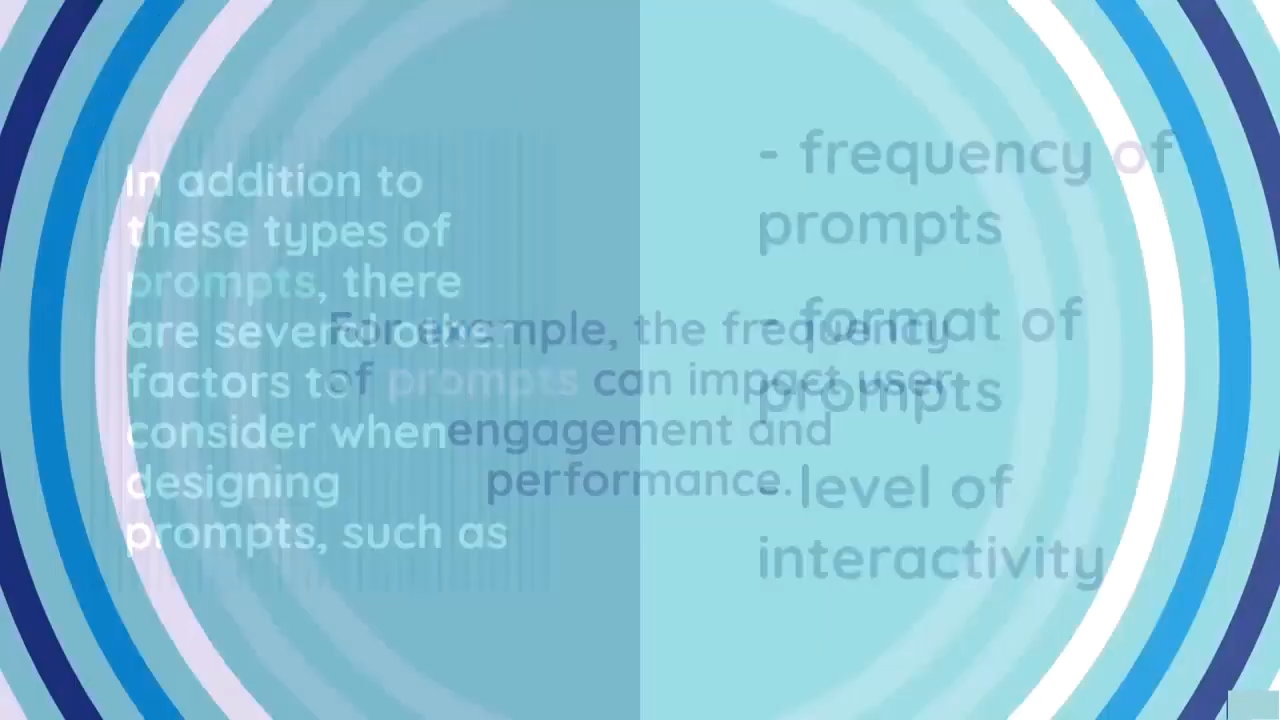 In addition to
these types of
prompts, there
are several other
factors to
consider when
designing
prompts, such as
- frequency of
prompts
- format of
prompts
- level of
interactivity
For example, the frequency
of prompts can impact user
engagement and
performance.